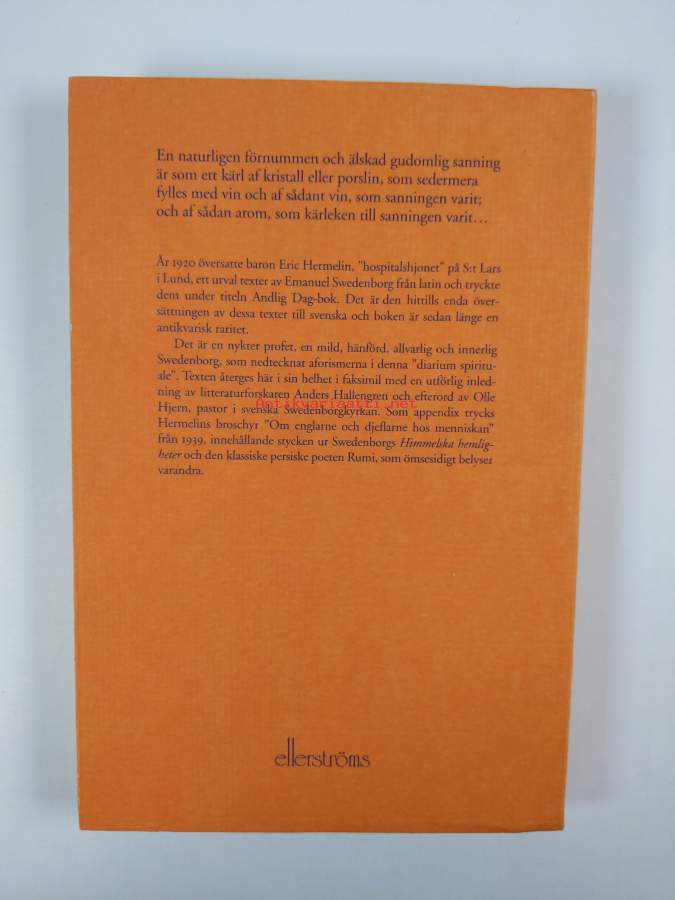 En naturligen förnummen och älskad gudomlig sanning
är som ett kärl af kristall eller porslin, som sedermera
fylles med vin och af sådant vin, som sanningen varit;
och af sådan arom, som kärleken till sanningen varit…
År 1920 översatte baron Eric Hermelin, "hospitalshjonet" på S:t Lars
i Lund, ett urval texter av Emanuel Swedenborg från latin och tryckte
dem under titeln Andlig Dag-bok. Det är den hittills enda över-
sättningen av dessa texter till svenska och boken är sedan länge en
antikvarisk raritet.
Det är en nykter profet, en mild, hänförd, allvarlig och innerlig
Swedenborg, som nedtecknat aforismerna i denna "diarium spiritu-
ale". Texten återges här i sin helhet i faksimil med en utförlig inled-
ning av litteraturforskaren Anders Hallengren och efterord av Olle
Antikvariaatti.net
Hjern, pastor i svenska Swedenborgkyrkan. Som appendix trycks
Hermelins broschyr "Om englarne och djeflarne hos menniskan"
från 1939, innehållande stycken ur Swedenborgs Himmelska hemlig-
heter och den klassiske persiske poeten Rumi, som ömsesidigt belyser
varandra.
ellerströms